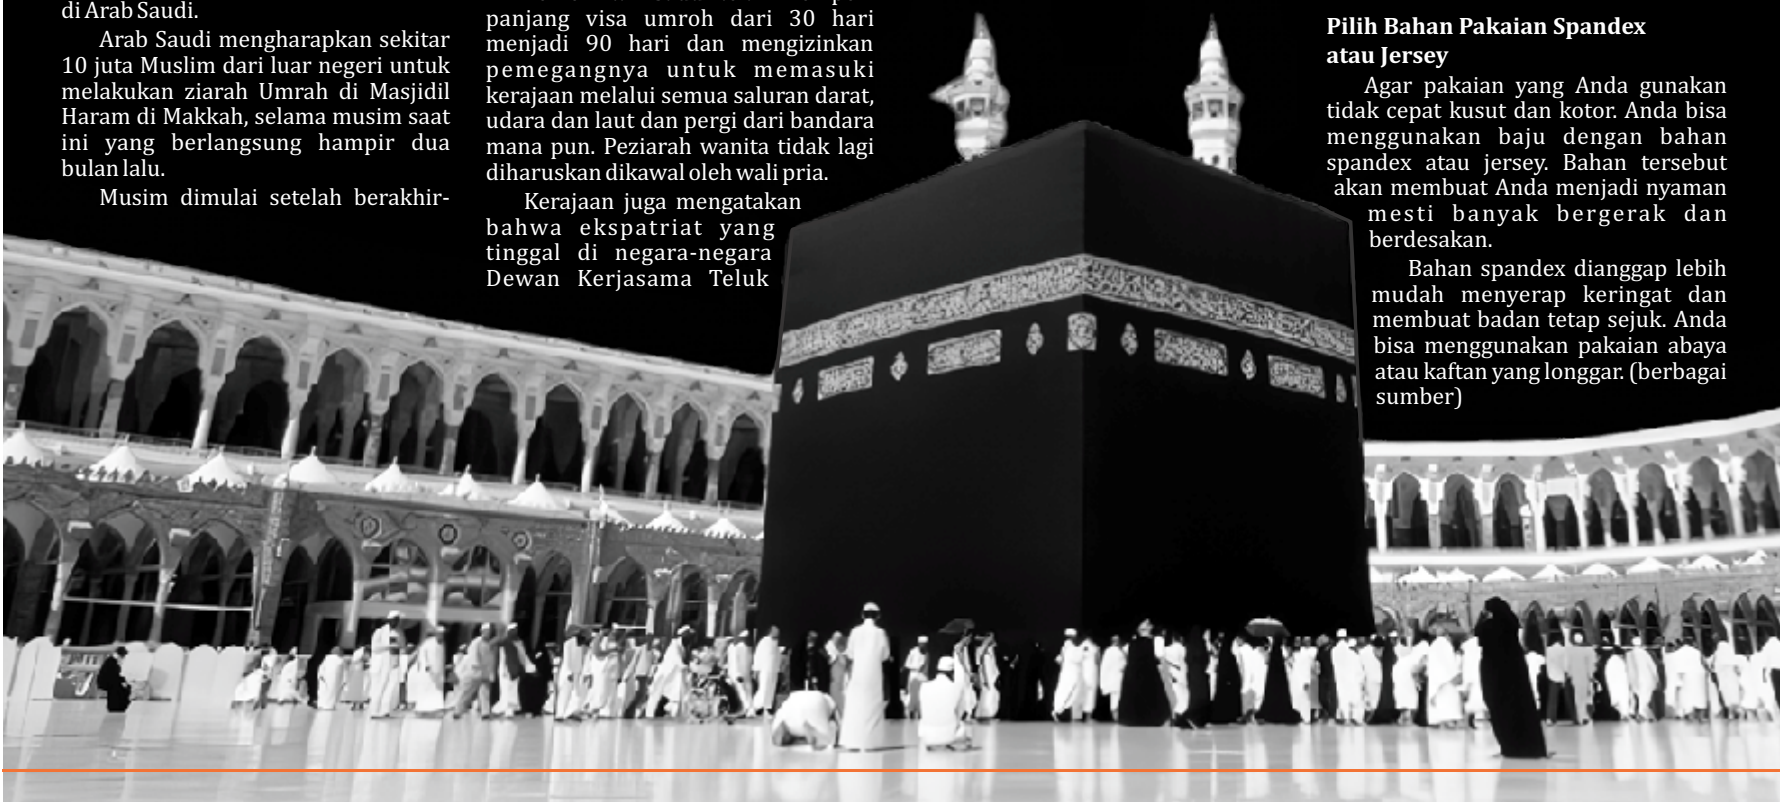 di Arab Saudi.
Arab Saudi mengharapkan sekitar
10 juta Muslim dari luar negeri untuk
melakukan ziarah Umrah di Masjidil
Haram di Makkah, selama musim saat
ini yang berlangsung hampir dua
bulan lalu.
Musim dimulai setelah berakhir-
panjang visa umroh dari 30 hari
menjadi 90 hari dan mengizinkan
pemegangnya untuk memasuki
kerajaan melalui semua saluran darat,
udara dan laut dan pergi dari bandara
mana pun. Peziarah wanita tidak lagi
diharuskan dikawal oleh wali pria.
Kerajaan juga mengatakan
bahwa ekspatriat yang
tinggal di negara-negara
Dewan Kerjasama Teluk
Pilih Bahan Pakaian Spandex
atau Jersey
Agar pakaian yang Anda gunakan
tidak cepat kusut dan kotor. Anda bisa
menggunakan baju dengan bahan
spandex atau jersey. Bahan tersebut
akan membuat Anda menjadi nyaman
mesti banyak bergerak dan
berdesakan.
Bahan spandex dianggap lebih
mudah menyerap keringat dan
membuat badan tetap sejuk. Anda
bisa menggunakan pakaian abaya
atau kaftan yang longgar. (berbagai
sumber)